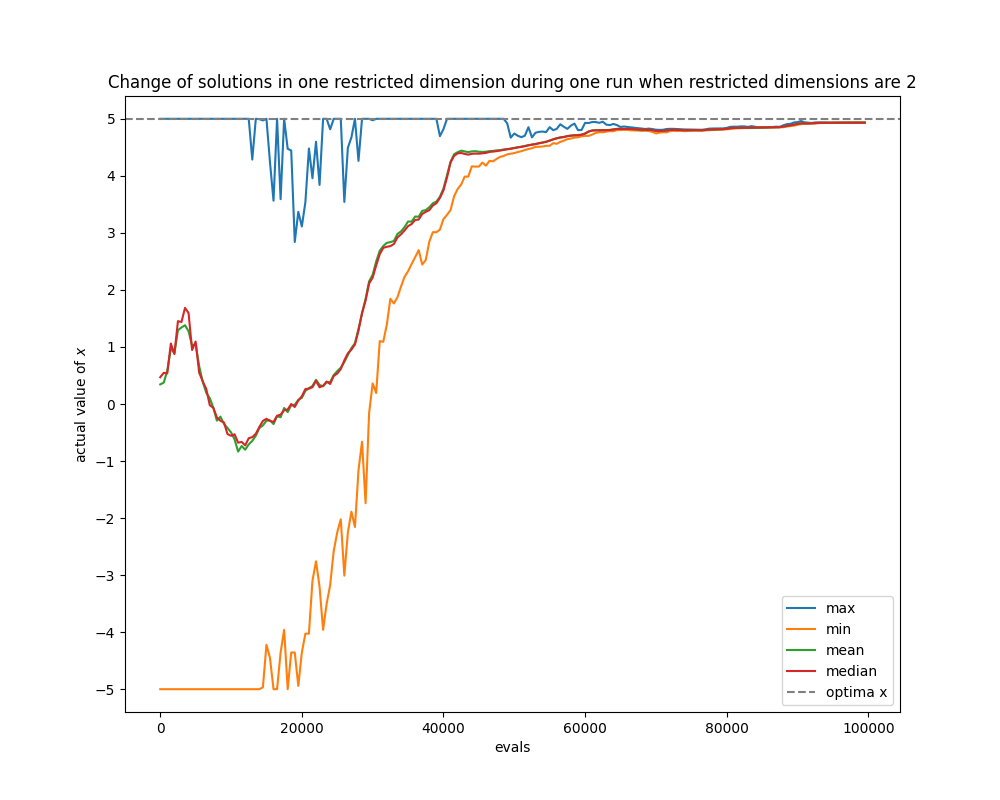 Change of solutions in one restricted dimension during one run when restricted dimensions are 2
5
4
3
2
1
0
−1
−2
−3
−4
−5
actual value of x
0 20000 40000 60000 80000 100000
evals
max
min
mean
median
optima x